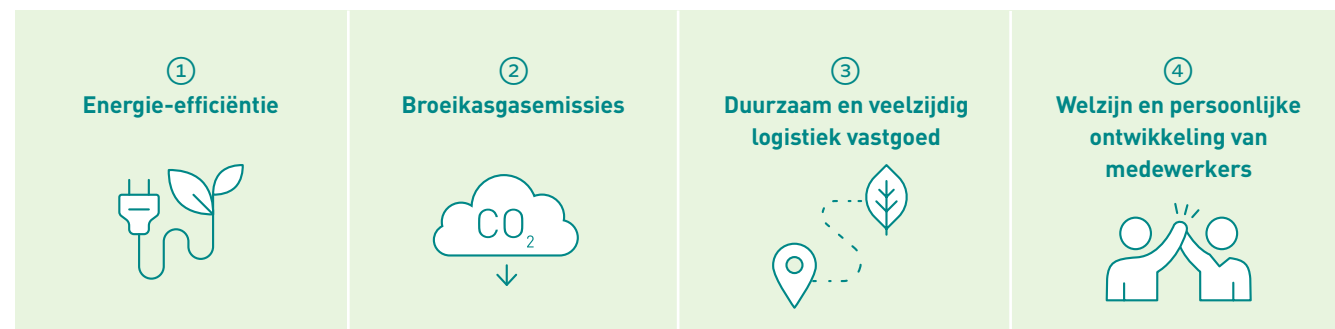 1
Energie-efficiëntie
2
Broeikasgasemissies
3
Duurzaam en veelzijdig
logistiek vastgoed
4
Welzijn en persoonlijke
ontwikkeling van
medewerkers
CO₂